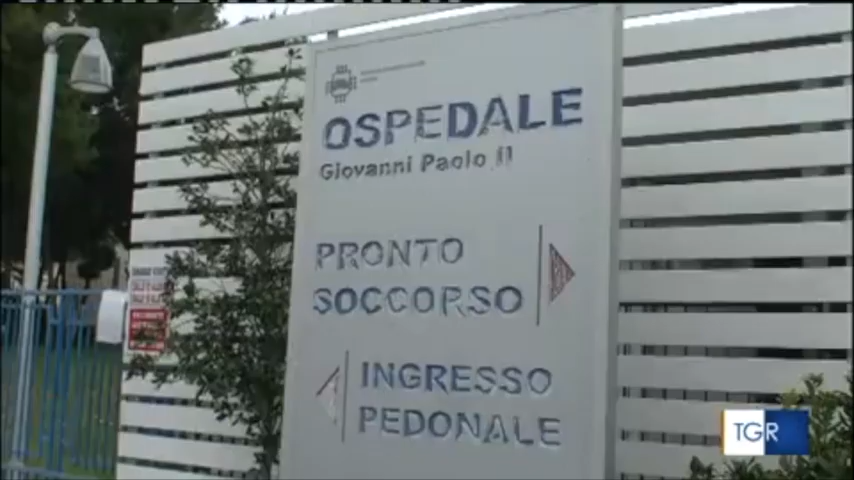 OSPEDALE
Giovanni Paolo II
PRONTO
SOCCORSO
INGRESSO
PEDONALE
TGR